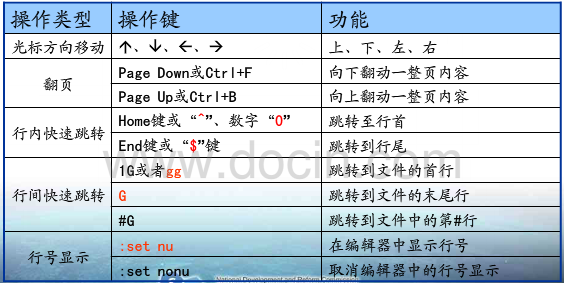 操作类型 操作键 功能
光标方向移动 ↑、↓、←、→ 上、下、左、右
翻页 Page Down或Ctrl+F 向下翻动一整页内容
Page Up或Ctrl+B 向上翻动一整页内容
行内快速跳转 Home键或“^”、数字“0” 跳转至行首
End键或“$”键 跳转到行尾
www.docin.com
行间快速跳转 1G或者gg 跳转到文件的首行
G 跳转到文件的末尾行
#G 跳转到文件中的第#行
行号显示 :set nu 在编辑器中显示行号
:set nonu 取消编辑器中的行号显示
National Development and Reform Commission